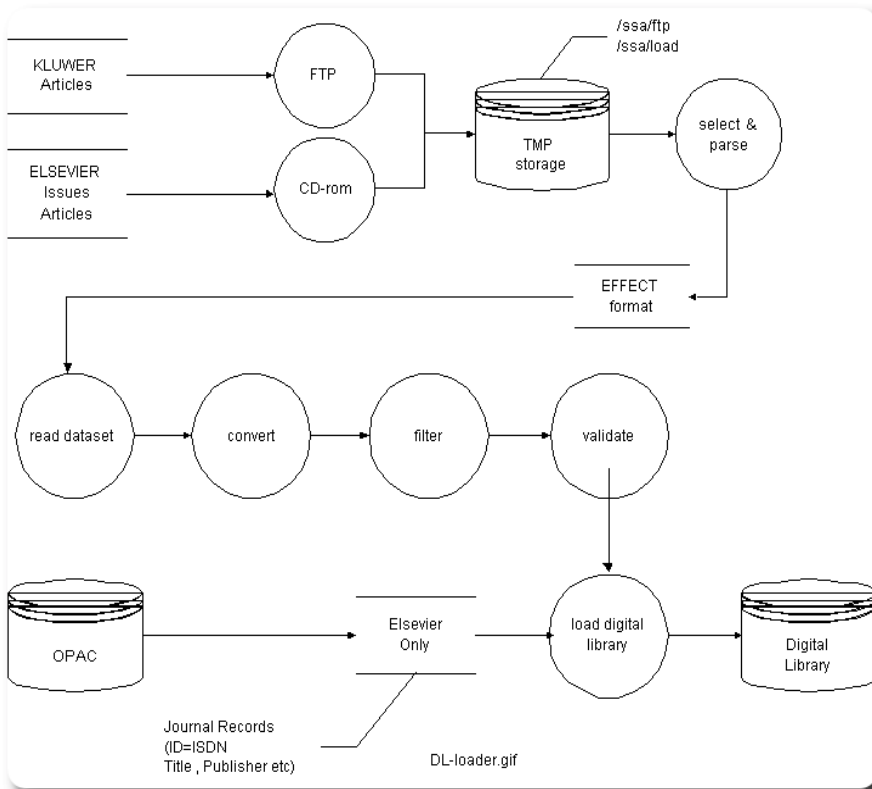 /ssa/ftp
/ssa/load
KLUWER
Articles
FTP
TMP
storage
select &
parse
ELSEVIER
Issues
Articles
CD-rom
EFFECT
format
read dataset
convert
filter
validate
OPAC
Elsevier
Only
load digital
library
Digital
Library
Journal Records
(ID=ISDN
Title , Publisher etc)
DL-loader.gif